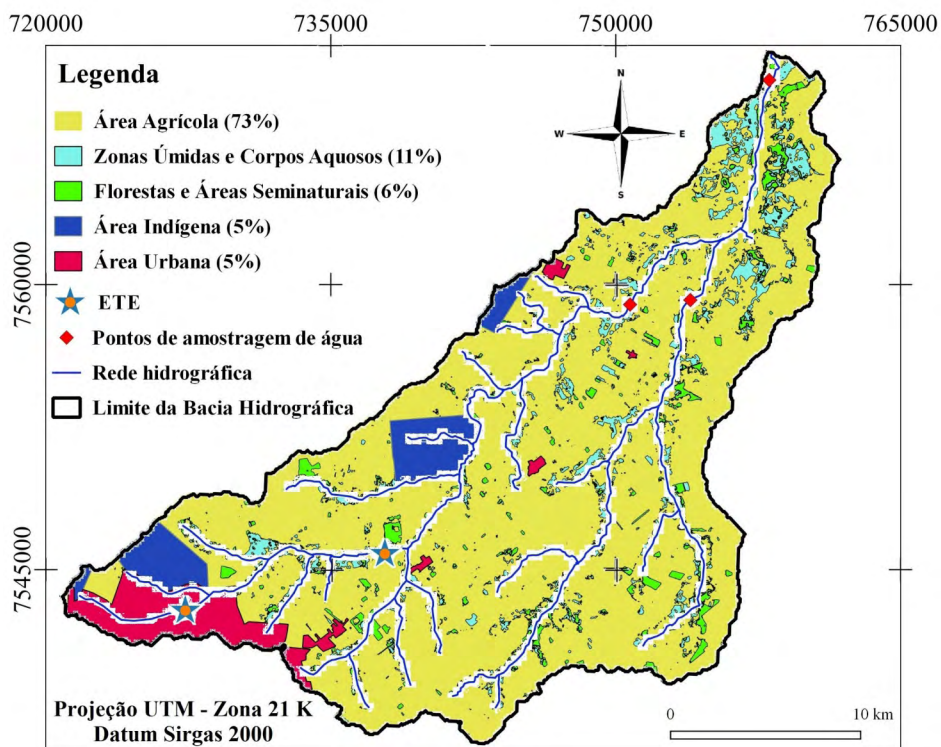 720000 735000 750000 765000
Legenda
Área Agrícola (73%)
Zonas Úmidas e Corpos Aquosos (11%)
Florestas e Áreas Seminaturais (6%)
Área Indígena (5%)
Área Urbana (5%)
ETE
Pontos de amostragem de água
Rede hidrográfica
Limite da Bacia Hidrográfica
N
W E
S
7560000
7545000
Projeção UTM - Zona 21 K
Datum Sirgas 2000
0 10 km